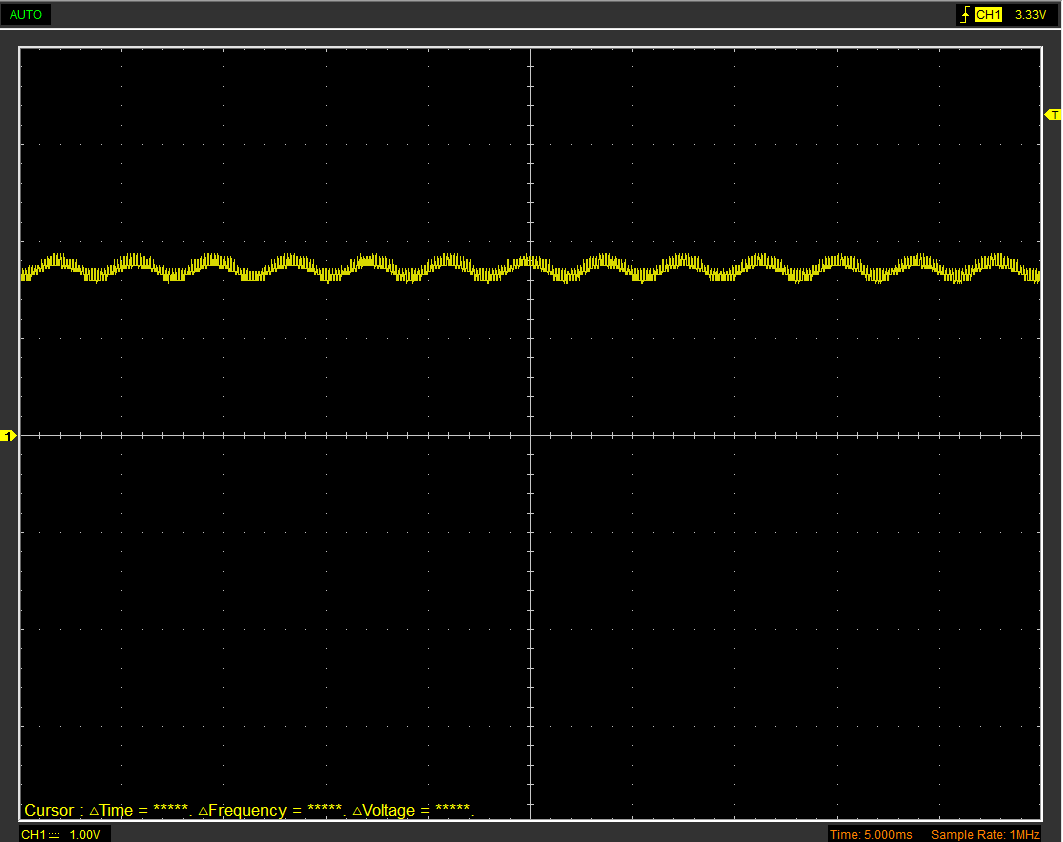 AUTO
CH1 3.33V
T
1
Cursor : △Time = *****. △Frequency = *****. △Voltage = *****.
CH1 ⎓ 1.00V
Time: 5.000ms Sample Rate: 1MHz